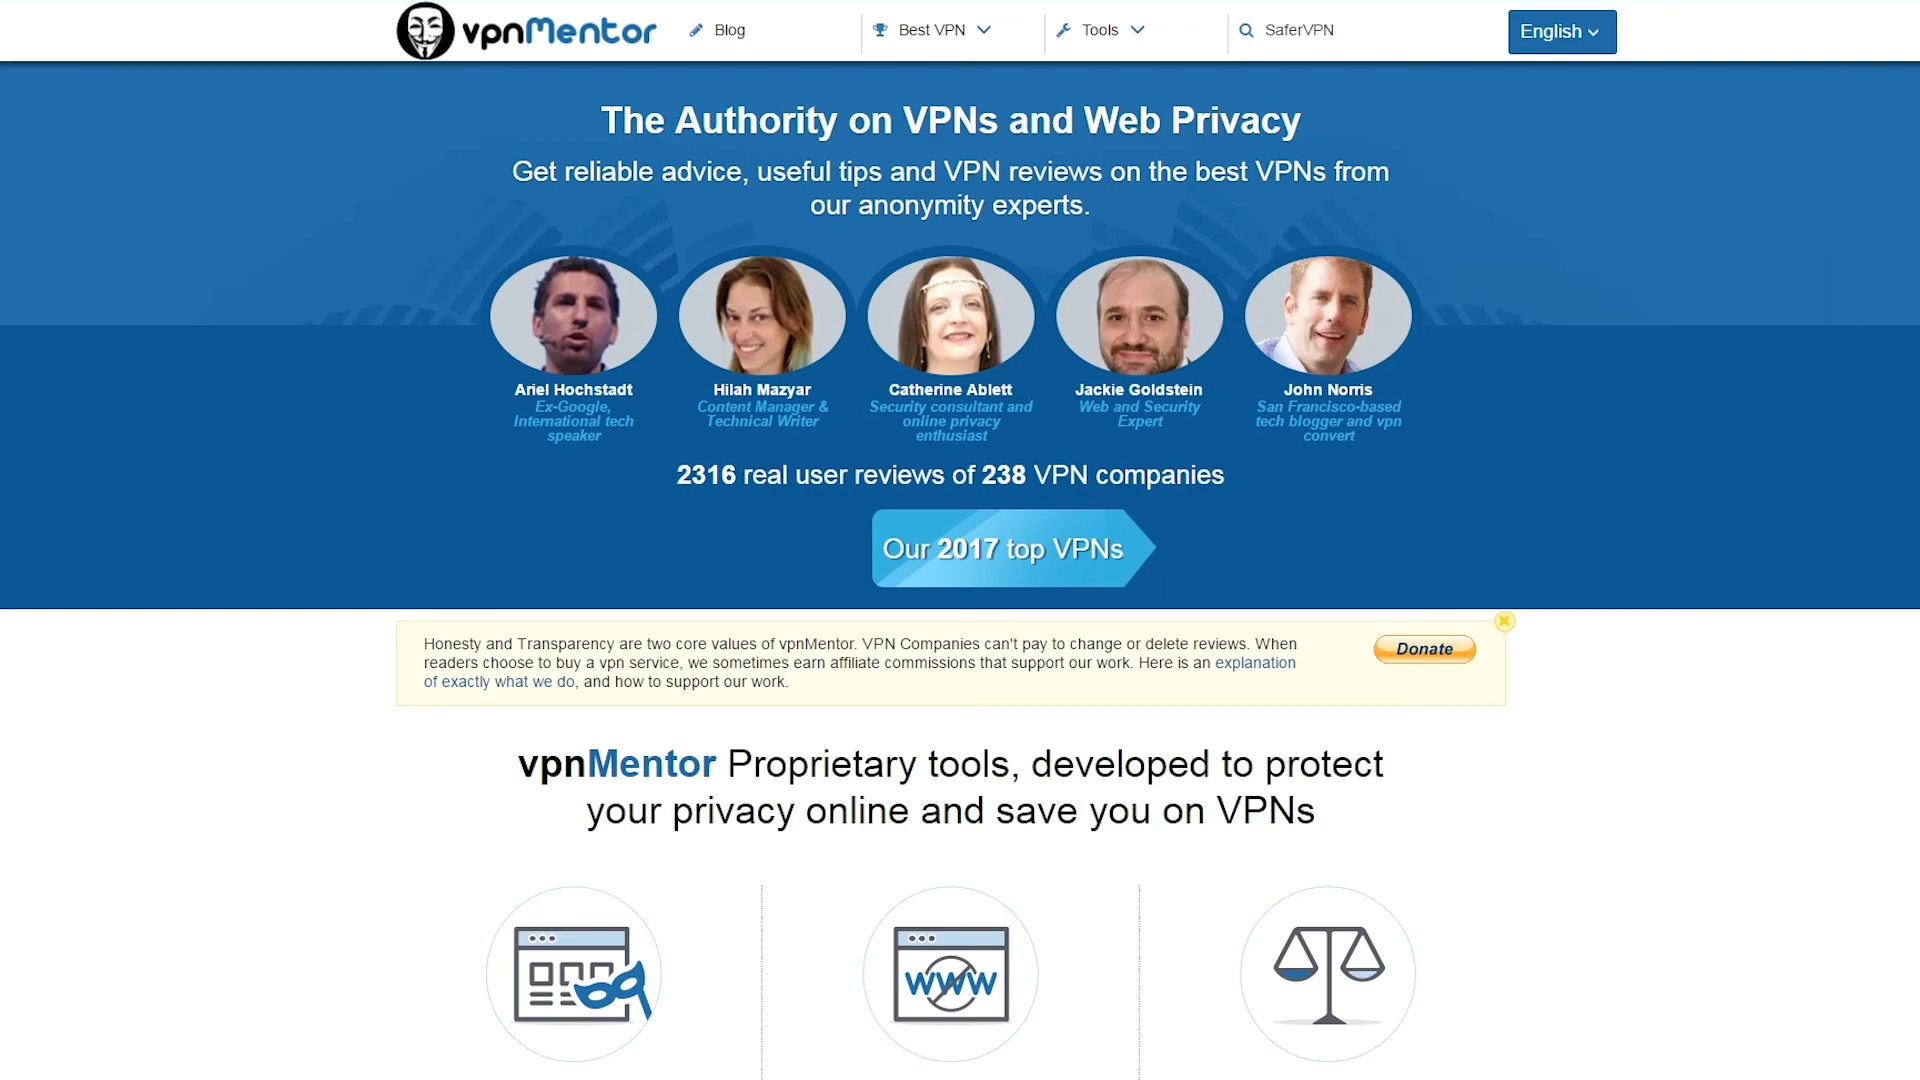 vpnMentor
Blog
Best VPN
Tools
SaferVPN
English
The Authority on VPNs and Web Privacy
Get reliable advice, useful tips and VPN reviews on the best VPNs from
our anonymity experts.
Ariel Hochstadt
Ex-Google,
International tech
speaker
Hilah Mazyar
Content Manager &
Technical Writer
Catherine Ablett
Security consultant and
online privacy
enthusiast
Jackie Goldstein
Web and Security
Expert
John Norris
San Francisco-based
tech blogger and vpn
convert
2316 real user reviews of 238 VPN companies
Our 2017 top VPNs
Honesty and Transparency are two core values of vpnMentor. VPN Companies can't pay to change or delete reviews. When
readers choose to buy a vpn service, we sometimes earn affiliate commissions that support our work. Here is an explanation
of exactly what we do, and how to support our work.
Donate
vpnMentor Proprietary tools, developed to protect
your privacy online and save you on VPNs
WWW